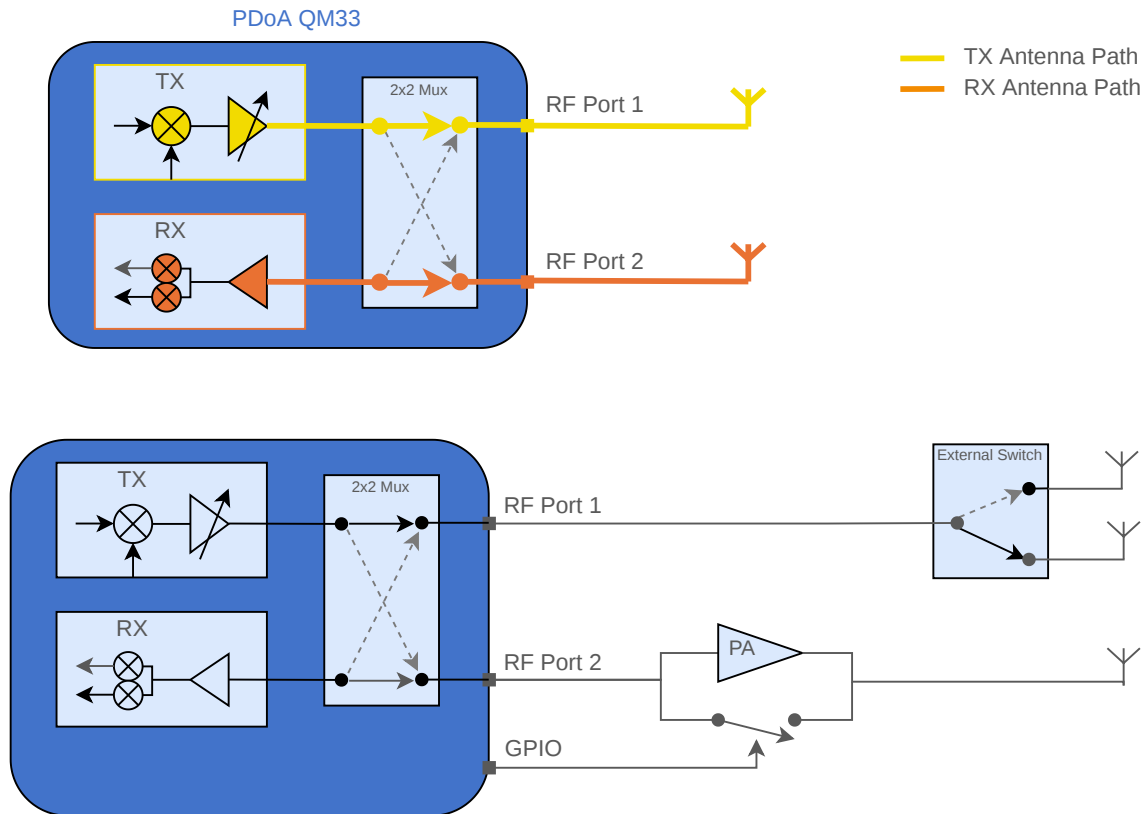 PDoA QM33
TX Antenna Path
RX Antenna Path
TX
2x2 Mux
RF Port 1
RX
RF Port 2
TX
2x2 Mux
RF Port 1
External Switch
RX
RF Port 2
PA
GPIO